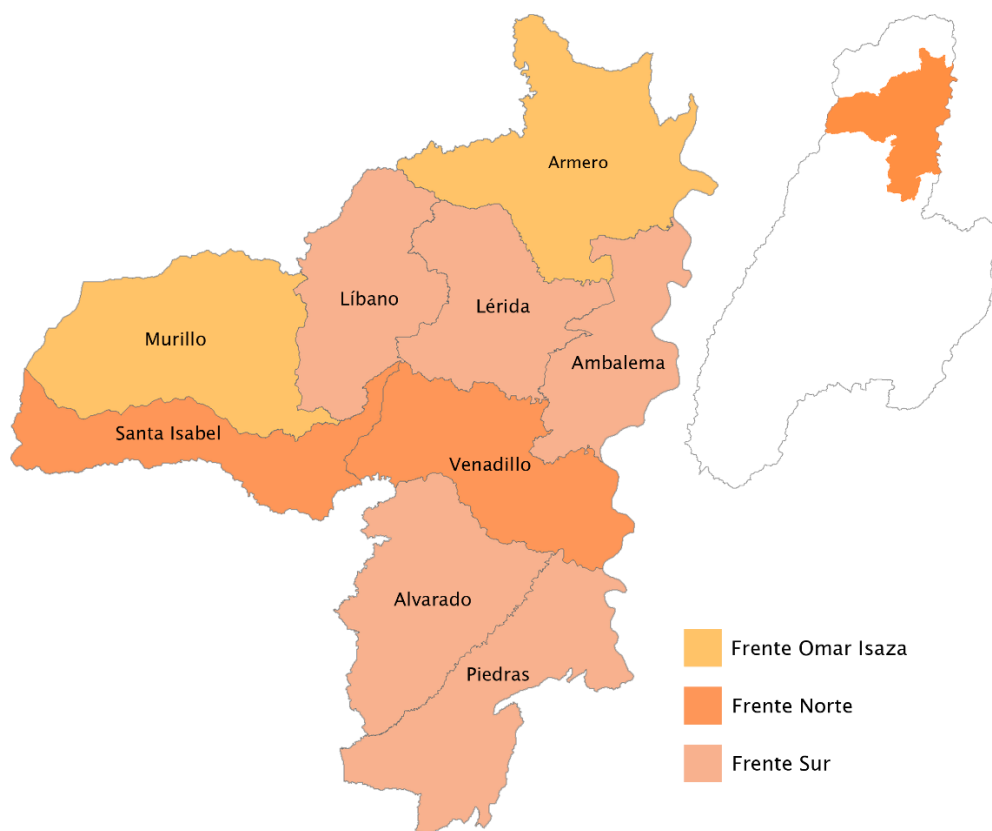 Armero
Líbano
Lérida
Murillo
Ambalema
Santa Isabel
Venadillo
Alvarado
Piedras
Frente Omar Isaza
Frente Norte
Frente Sur